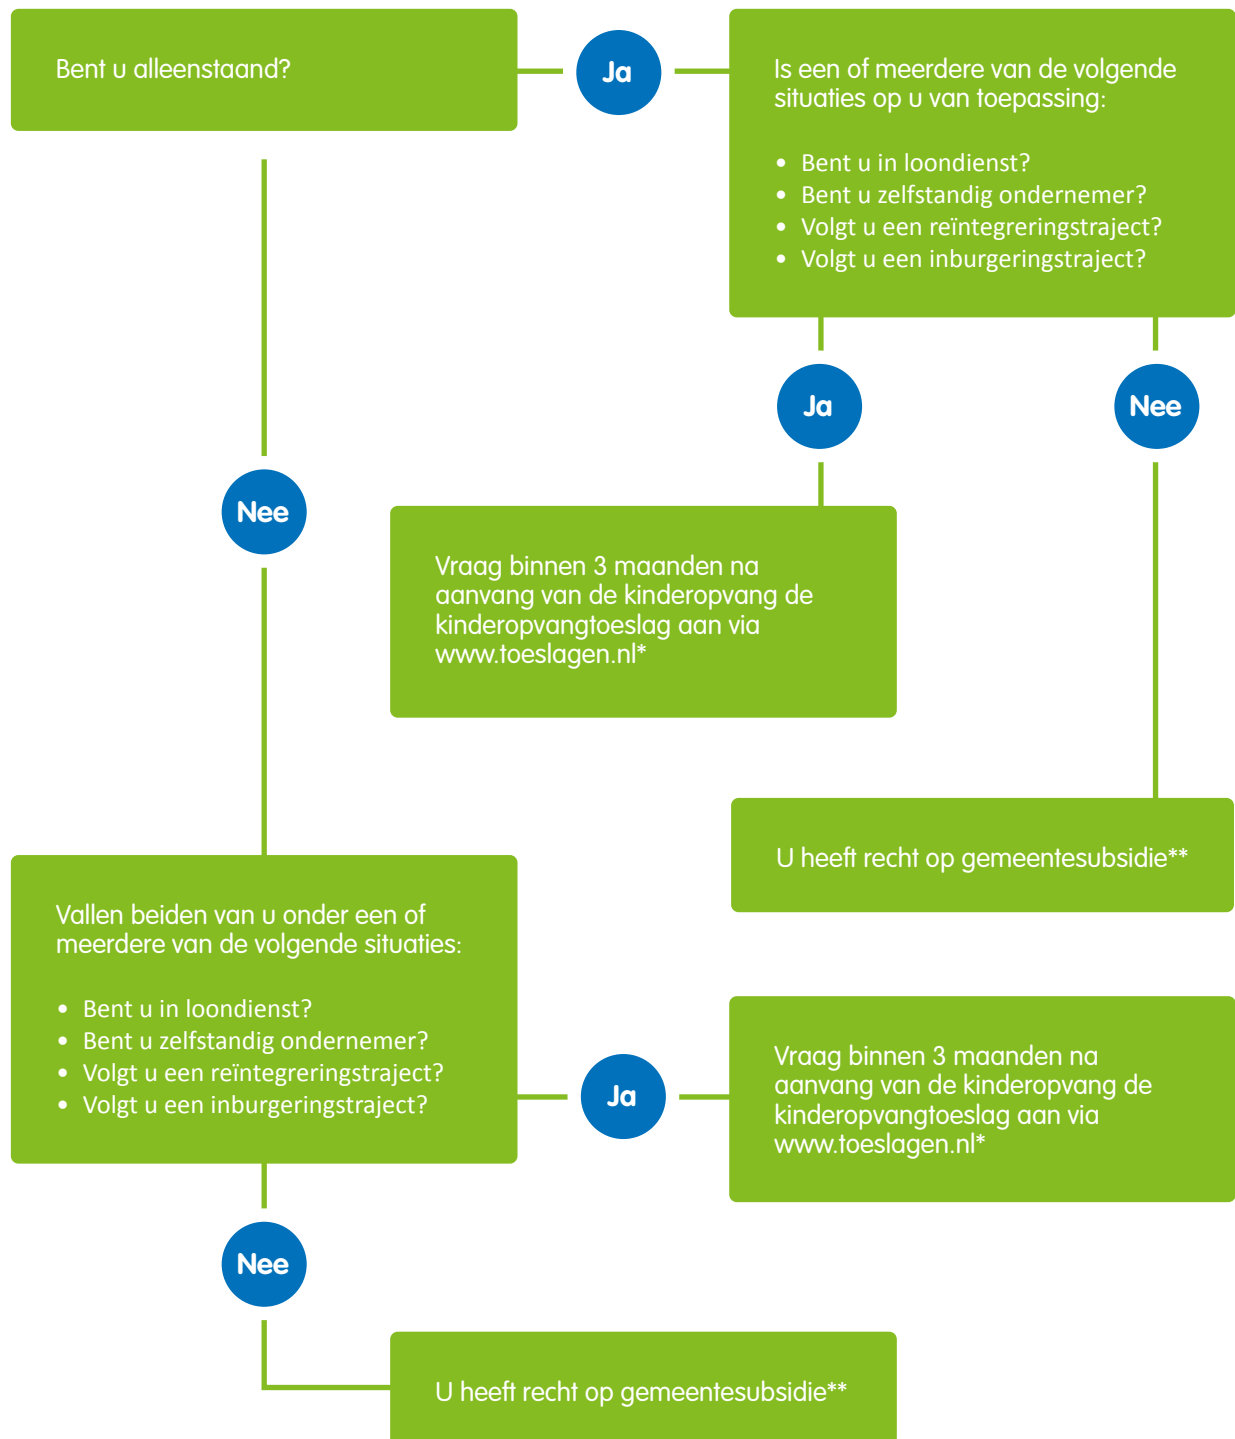 Bent u alleenstaand?
Ja
Is een of meerdere van de volgende
situaties op u van toepassing:
• Bent u in loondienst?
• Bent u zelfstandig ondernemer?
• Volgt u een reïntegreringstraject?
• Volgt u een inburgeringstraject?
Ja
Nee
Nee
Vraag binnen 3 maanden na
aanvang van de kinderopvang de
kinderopvangtoeslag aan via
www.toeslagen.nl*
U heeft recht op gemeentesubsidie**
Vallen beiden van u onder een of
meerdere van de volgende situaties:
• Bent u in loondienst?
• Bent u zelfstandig ondernemer?
• Volgt u een reïntegreringstraject?
• Volgt u een inburgeringstraject?
Ja
Vraag binnen 3 maanden na
aanvang van de kinderopvang de
kinderopvangtoeslag aan via
www.toeslagen.nl*
Nee
U heeft recht op gemeentesubsidie**